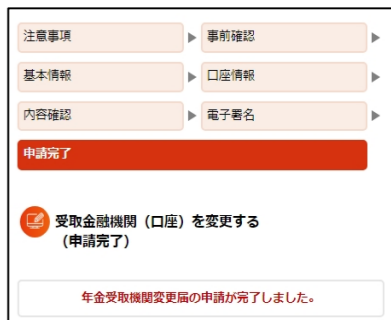 注意事項
事前確認
基本情報
口座情報
内容確認
電子署名
申請完了
受取金融機関（口座）を変更する
（申請完了）
年金受取機関変更届の申請が完了しました。